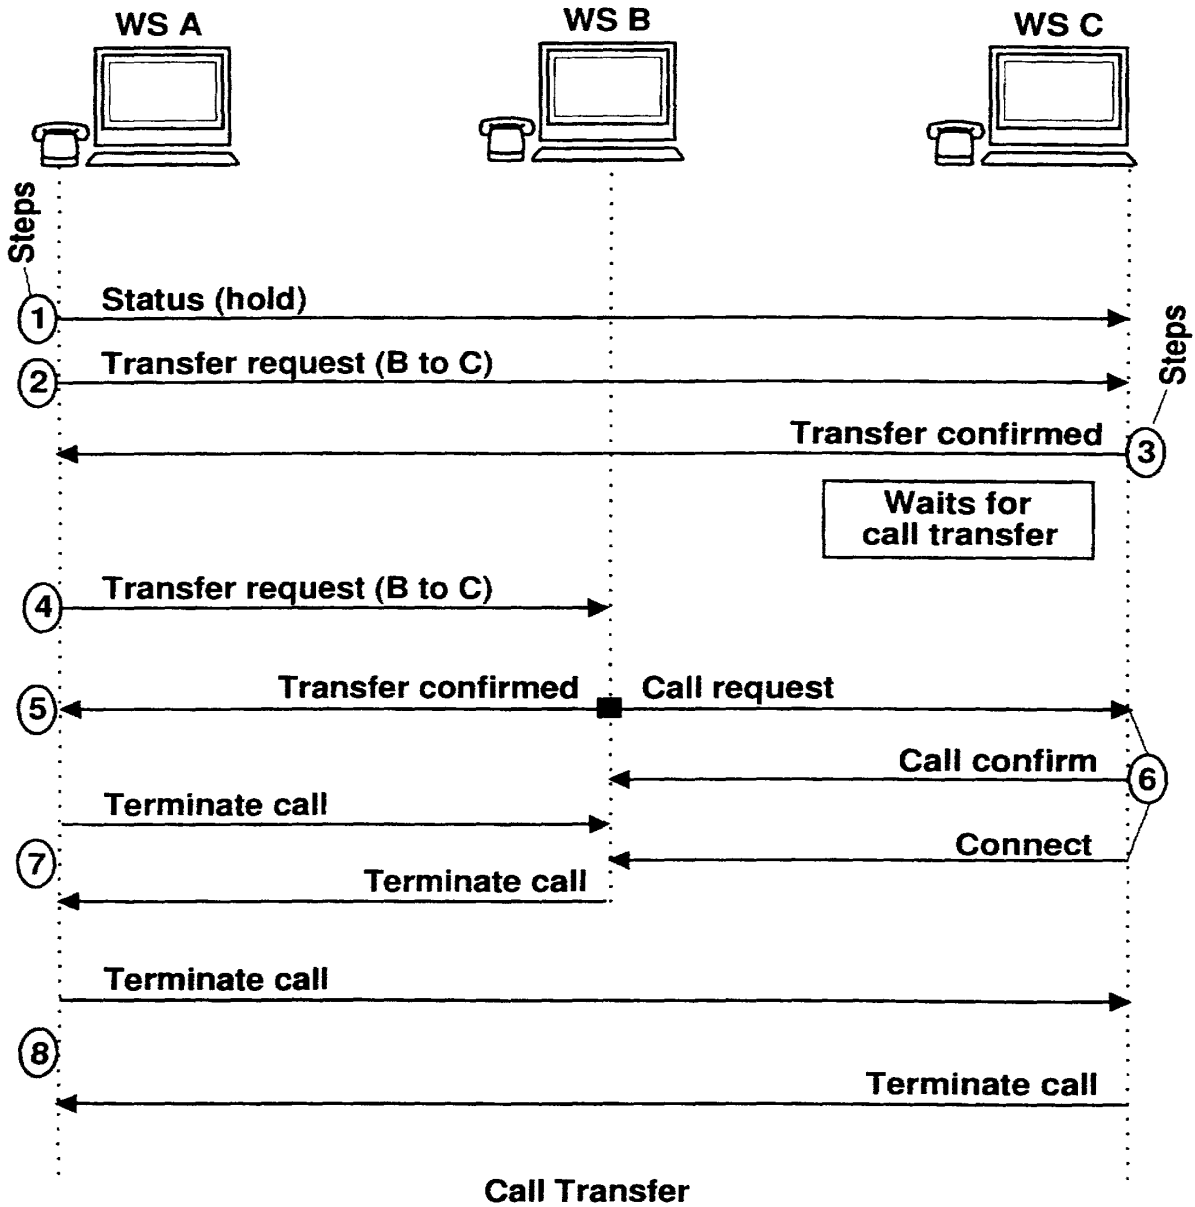 WS A
WS B
WS C
Steps
1
Status (hold)
Steps
2
Transfer request (B to C)
Transfer confirmed
3
Waits for
call transfer
4
Transfer request (B to C)
5
Transfer confirmed
Call request
Call confirm
6
Terminate call
Connect
7
Terminate call
Terminate call
8
Terminate call
Call Transfer